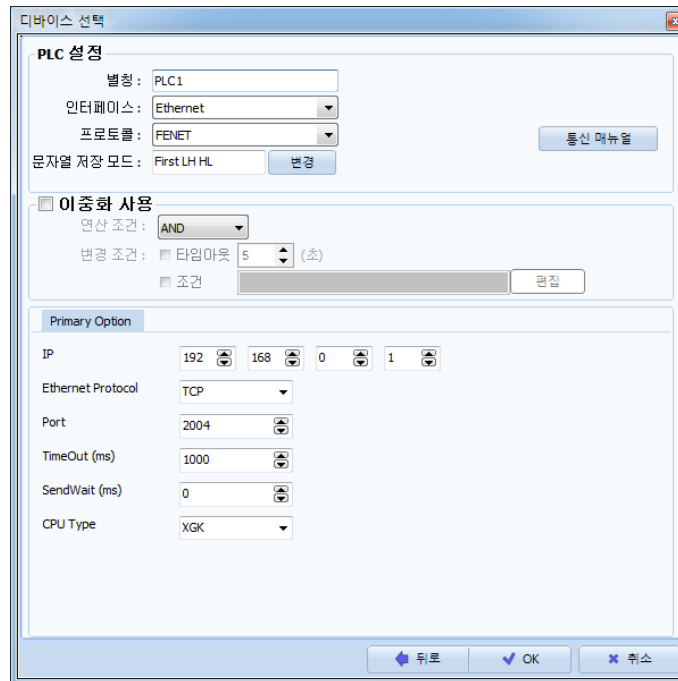 디바이스 선택
PLC 설정
별칭 : PLC1
인터페이스 : Ethernet
프로토콜 : FENET 통신 매뉴얼
문자열 저장 모드 : First LH HL 변경
이중화 사용
연산 조건 : AND
변경 조건 : 타임아웃 5 (초)
조건 편집
Primary Option
IP 192 168 0 1
Ethernet Protocol TCP
Port 2004
TimeOut (ms) 1000
SendWait (ms) 0
CPU Type XGK
뒤로 OK 취소